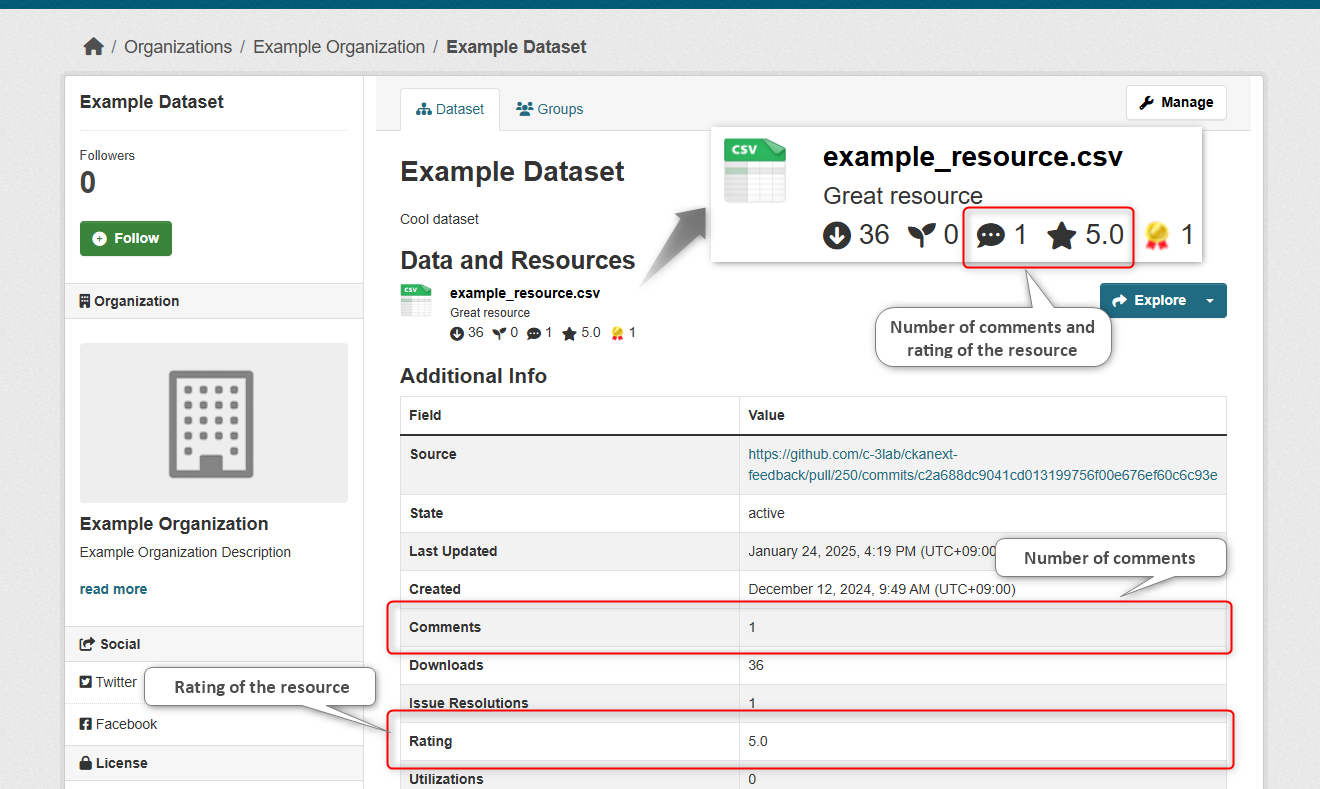 / Organizations / Example Organization / Example Dataset
Example Dataset
Followers
0
Follow
Organization
Example Organization
Example Organization Description
read more
Social
Twitter
Facebook
License
Dataset
Groups
Manage
Example Dataset
Cool dataset
Data and Resources
CSV
example_resource.csv
Great resource
36 0 1 5.0 1
CSV
example_resource.csv
Great resource
36 0 1 5.0 1
Explore
Number of comments and
rating of the resource
Additional Info
Field Value
Source https://github.com/c-3lab/ckanext-
feedback/pull/250/commits/c2a688dc9041cd013199756f00e676ef60c6c93e
State active
Last Updated January 24, 2025, 4:19 PM (UTC+09:00
Number of comments
Created December 12, 2024, 9:49 AM (UTC+09:00)
Comments 1
Downloads 36
Issue Resolutions 1
Rating of the resource
Rating 5.0
Utilizations 0